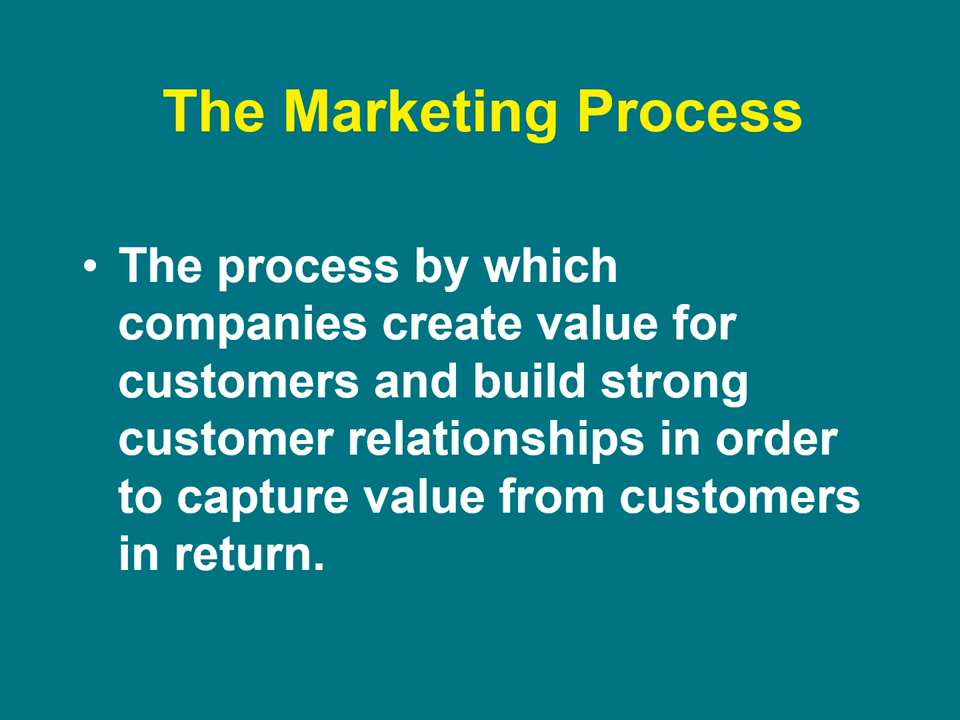 The Marketing Process
• The process by which
companies create value for
customers and build strong
customer relationships in order
to capture value from customers
in return.